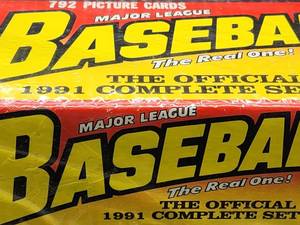 792 PICTURE CARDS
MAJOR LEAGUE
BASEBA
The Real One!
THE OFFICIAL
1991 COMPLETE SE
MAJOR LEAGUE
BASEBA
The Real One!
THE OFFICIAL
1991 COMPLETE SET